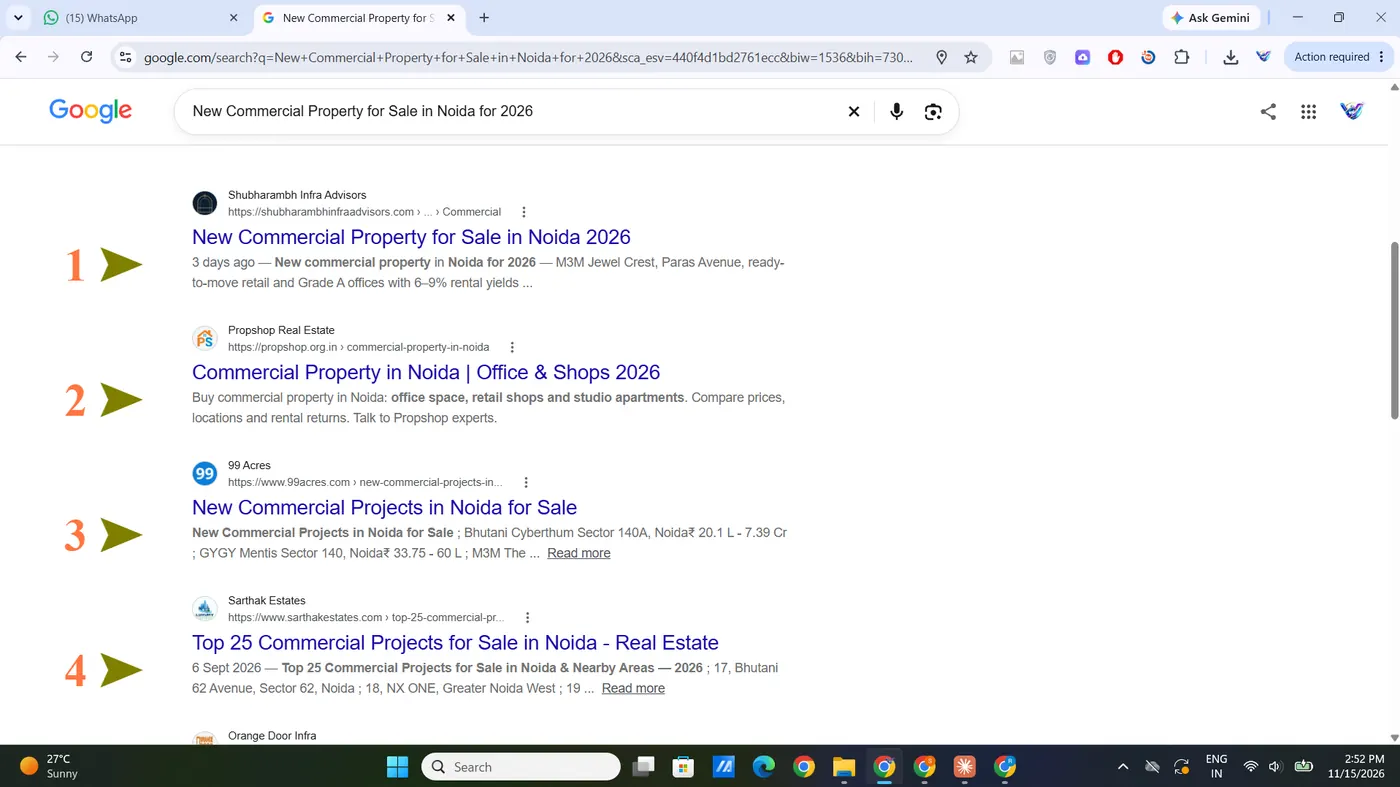 (15) WhatsApp
New Commercial Property for S
Ask Gemini
google.com/search?q=New+Commercial+Property+for+Sale+in+Noida+for+2026&sca_esv=440f4d1bd2761ecc&biw=1536&bih=730...
Action required
Google
New Commercial Property for Sale in Noida for 2026
Shubharambh Infra Advisors
https://shubharambhinfraadvisors.com › ... › Commercial
New Commercial Property for Sale in Noida 2026
1
3 days ago — New commercial property in Noida for 2026 — M3M Jewel Crest, Paras Avenue, ready-
to-move retail and Grade A offices with 6–9% rental yields ...
Propshop Real Estate
PS
https://propshop.org.in › commercial-property-in-noida
Commercial Property in Noida | Office & Shops 2026
2
Buy commercial property in Noida: office space, retail shops and studio apartments. Compare prices,
locations and rental returns. Talk to Propshop experts.
99 Acres
99
https://www.99acres.com › new-commercial-projects-in...
New Commercial Projects in Noida for Sale
3
New Commercial Projects in Noida for Sale ; Bhutani Cyberthum Sector 140A, Noida₹ 20.1 L - 7.39 Cr
; GYGY Mentis Sector 140, Noida₹ 33.75 - 60 L ; M3M The ... Read more
Sarthak Estates
https://www.sarthakestates.com › top-25-commercial-pr...
Top 25 Commercial Projects for Sale in Noida - Real Estate
4
6 Sept 2026 — Top 25 Commercial Projects for Sale in Noida & Nearby Areas — 2026 ; 17, Bhutani
62 Avenue, Sector 62, Noida ; 18, NX ONE, Greater Noida West ; 19 ... Read more
Orange Door Infra
27°C
Sunny
Search
ENG
IN
2:52 PM
11/15/2026